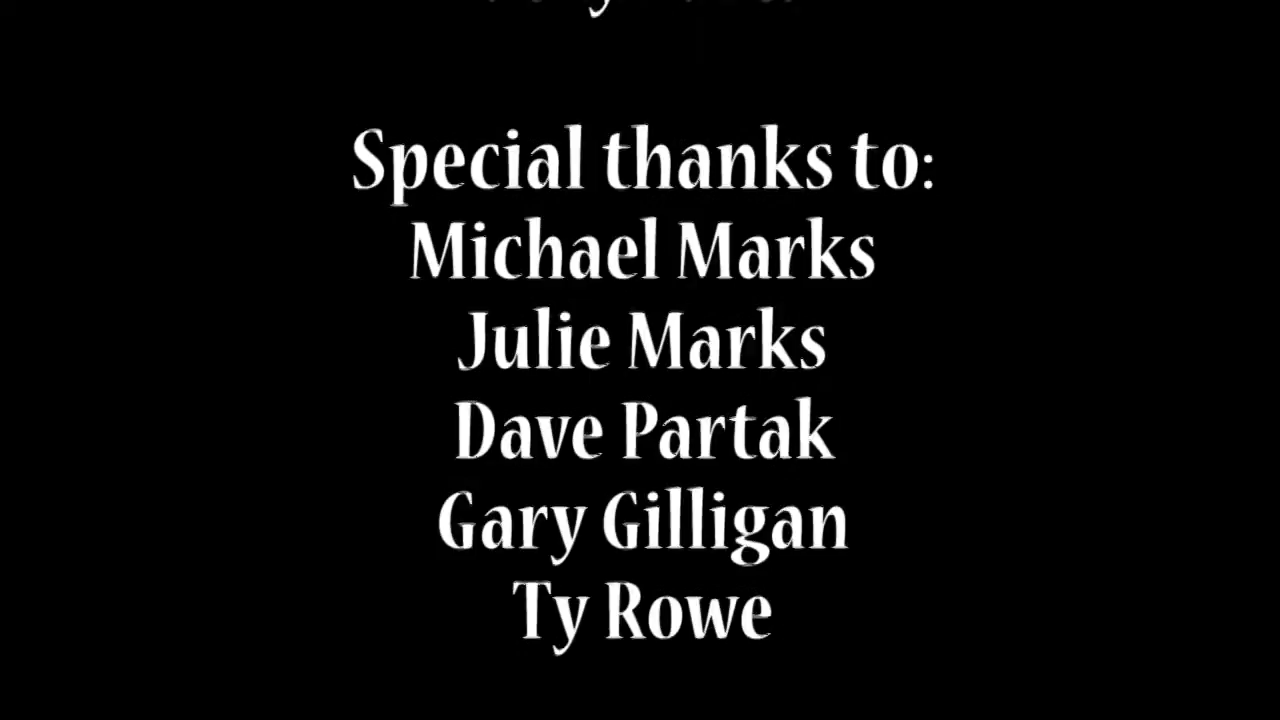 Special thanks to:
Michael Marks
Julie Marks
Dave Partak
Gary Gilligan
Ty Rowe